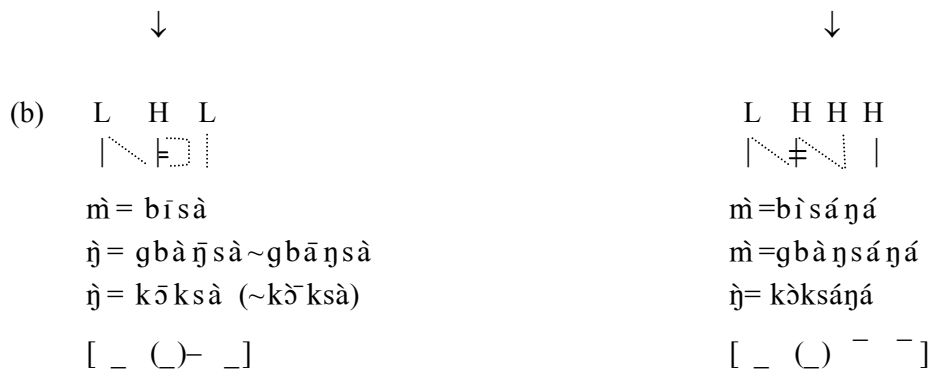 ↓ ↓
(b) L H L L H H H
m̀= bīsà m̀=bìsáŋá
ŋ̀= gbàŋ̄sà~gbāŋsà m̀=gbàŋsáŋá
ŋ̀= kɔ̄ksà (~kɔ̀¯ksà) ŋ̀= kɔ̀ksáŋá
[ _ (_)– _] [ _ (_) ¯ ¯ ]